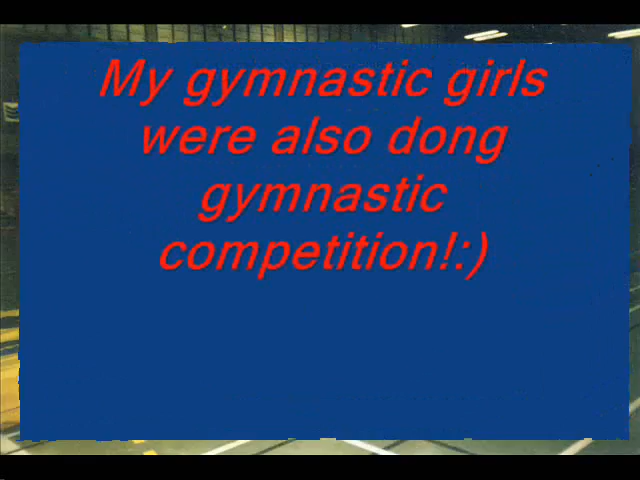 My gymnastic girls
were also dong
gymnastic
competition!:)